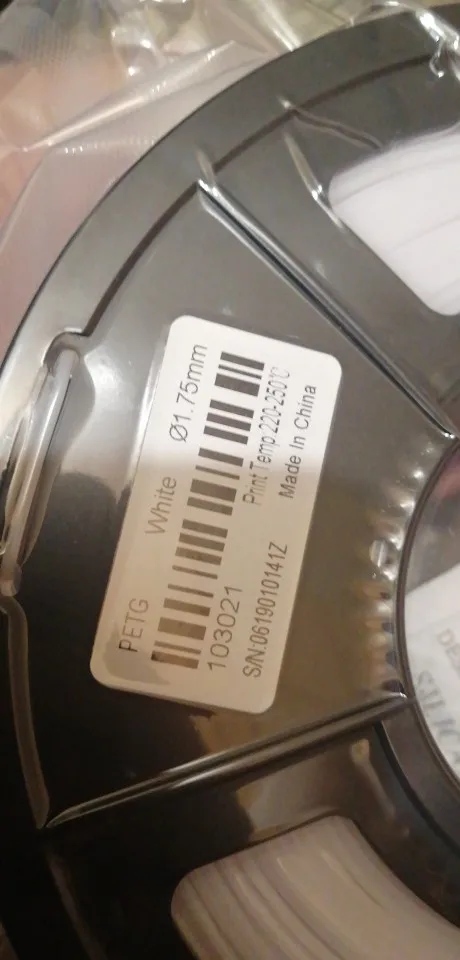 PETG White Ø1.75mm
103021 Print Temp 220-250℃
S/N:0619010141Z Made In China